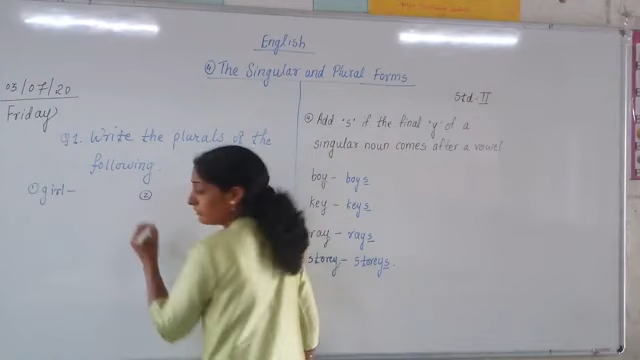 English
④ The Singular and Plural Forms
03/07/20
Friday
Std-II
Q1. Write the plurals of the
following.
① girl-
②
Add 's' if the final 'y' of a
singular noun comes after a vowel
boy - boys
key - keys
ray - rays
storey - storeys.